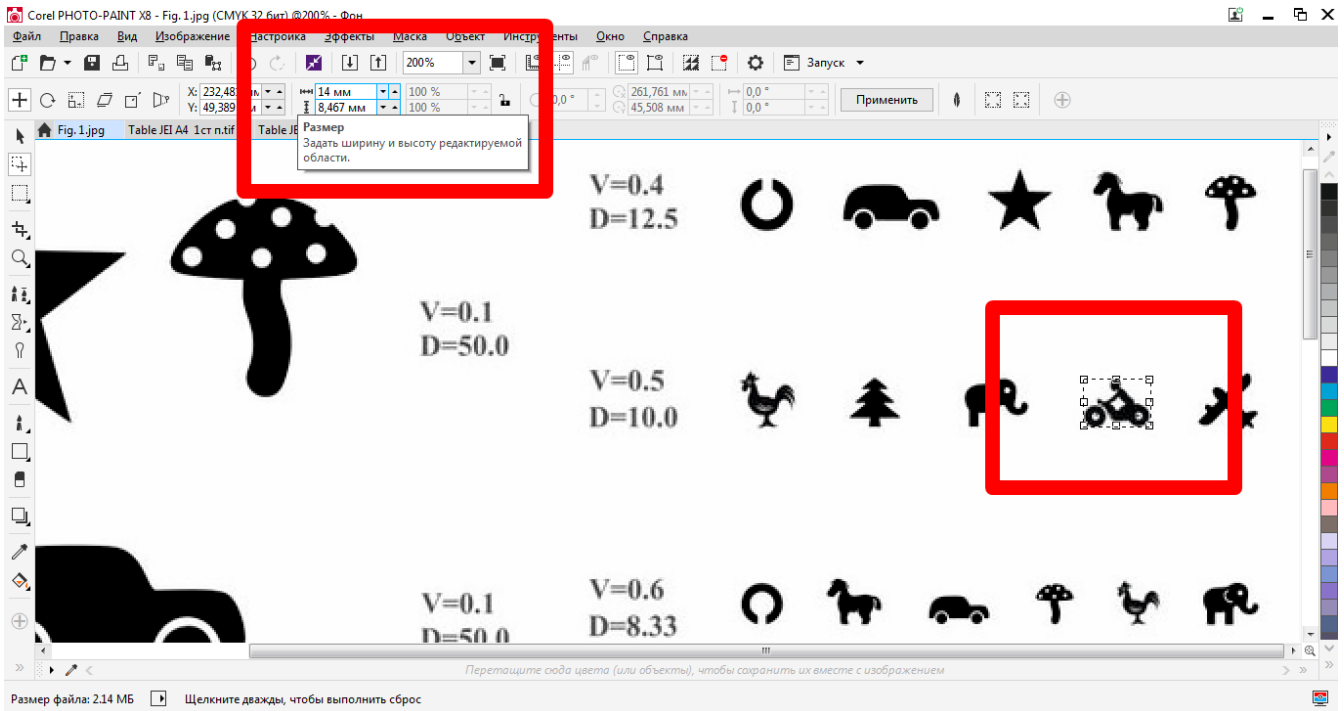 Corel PHOTO-PAINT X8 - Fig. 1.jpg (CMYK 32 бит) @200% - Фон
Файл Правка Вид Изображение Настройка Эффекты Маска Объект Инструменты Окно Справка
200% Запуск
X: 232,48
14 мм 100 % 261,761 мм 0,0 °
Y: 49,389
8,467 мм 100 % 0,0 ° 45,508 мм 0,0 °
Применить
Fig. 1.jpg Table JEI A4 1ст п.tif Table JE
Размер
Задать ширину и высоту редактируемой
области.
V=0.4
D=12.5
V=0.1
D=50.0
V=0.5
D=10.0
V=0.6
D=8.33
V=0.1
D=50.0
Перетащите сюда цвета (или объекты), чтобы сохранить их вместе с изображением
Размер файла: 2.14 МБ Щелкните дважды, чтобы выполнить сброс